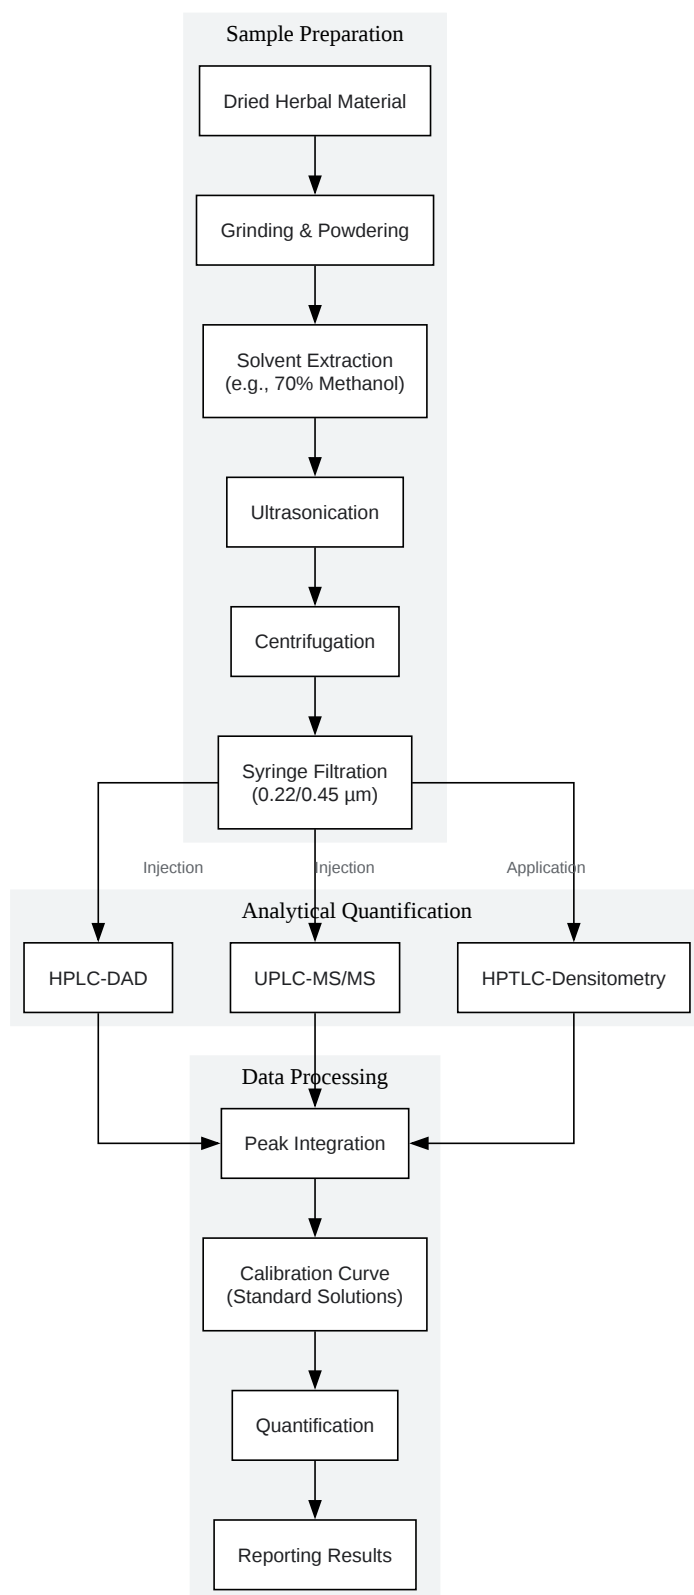 Sample Preparation
Dried Herbal Material
Grinding & Powdering
Solvent Extraction
(e.g., 70% Methanol)
Ultrasonication
Centrifugation
Syringe Filtration
(0.22/0.45 µm)
Injection
Injection
Application
Analytical Quantification
HPLC-DAD
UPLC-MS/MS
HPTLC-Densitometry
Data Processing
Peak Integration
Calibration Curve
(Standard Solutions)
Quantification
Reporting Results